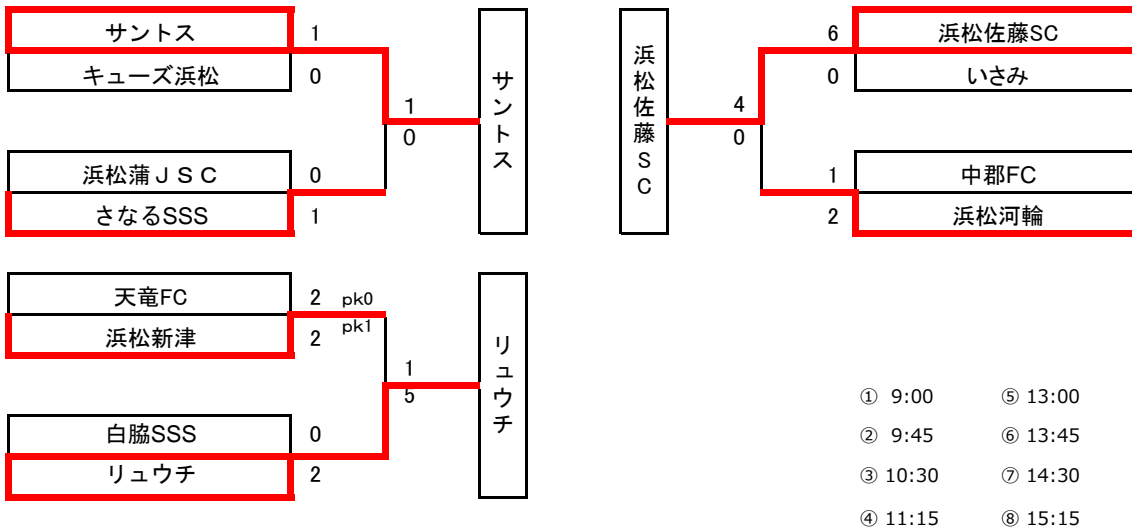 サントス 1
キューズ浜松 0
1
0
サントス
浜松蒲ＪＳＣ 0
さなるSSS 1
浜松佐藤SC
6 浜松佐藤SC
0 いさみ
4
0
1 中郡FC
2 浜松河輪
天竜FC 2 pk0
浜松新津 2 pk1
1
5
リュウチ
白脇SSS 0
リュウチ 2
① 9:00 ⑤ 13:00
② 9:45 ⑥ 13:45
③ 10:30 ⑦ 14:30
④ 11:15 ⑧ 15:15